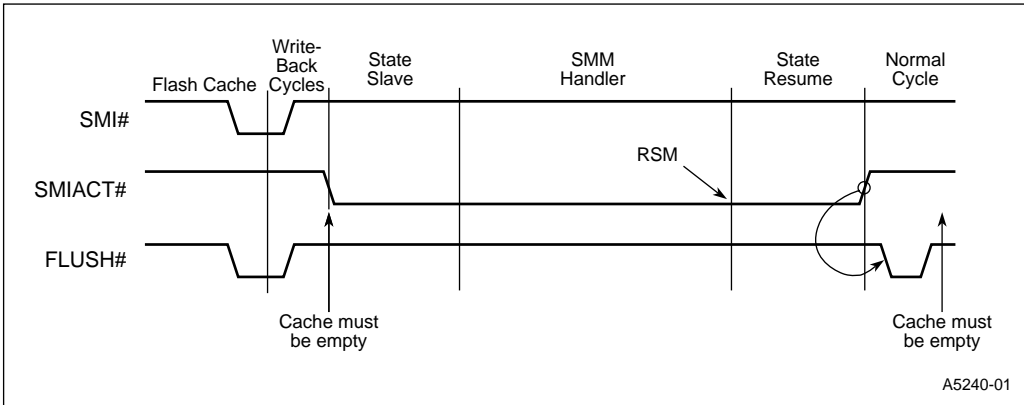 Flash Cache
Write-
Back
Cycles
State
Slave
SMM
Handler
State
Resume
Normal
Cycle
SMI#
RSM
SMIACT#
FLUSH#
Cache must
be empty
Cache must
be empty
A5240-01